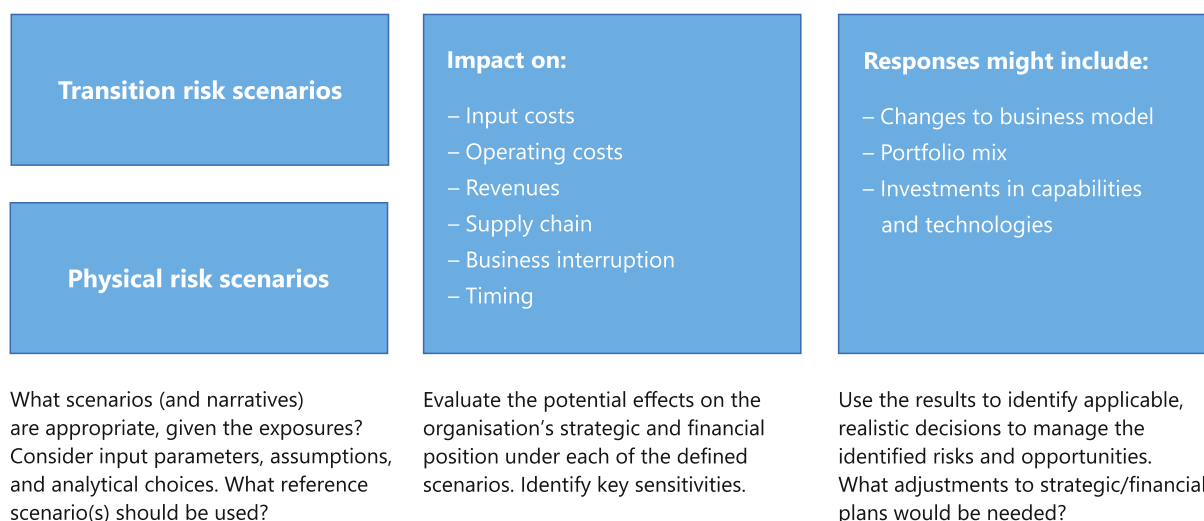 Transition risk scenarios
Physical risk scenarios
What scenarios (and narratives)
are appropriate, given the exposures?
Consider input parameters, assumptions,
and analytical choices. What reference
scenario(s) should be used?
Impact on:
– Input costs
– Operating costs
– Revenues
– Supply chain
– Business interruption
– Timing
Evaluate the potential effects on the
organisation’s strategic and financial
position under each of the defined
scenarios. Identify key sensitivities.
Responses might include:
– Changes to business model
– Portfolio mix
– Investments in capabilities
and technologies
Use the results to identify applicable,
realistic decisions to manage the
identified risks and opportunities.
What adjustments to strategic/financial
plans would be needed?